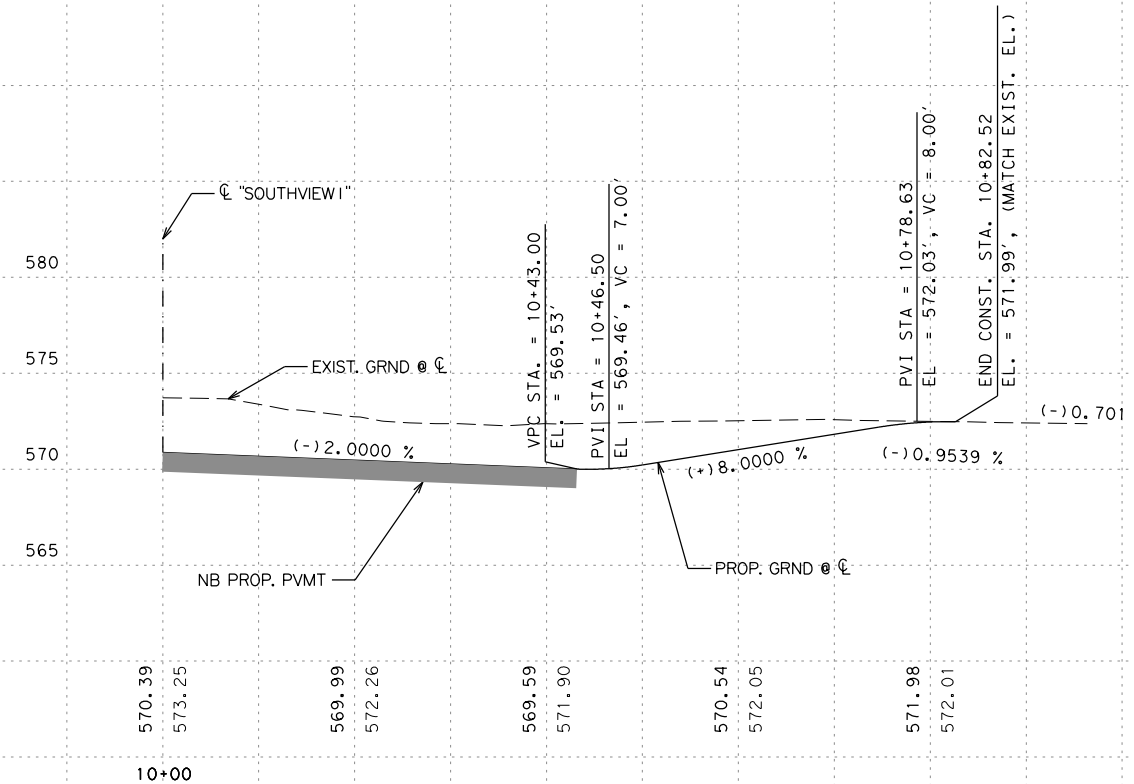 ℄ "SOUTHVIEW1"
580
575
570
565
EXIST. GRND @ ℄
(-)2.0000 %
NB PROP. PVMT
VPC STA. = 10+43.00
EL. = 569.53'
PVI STA = 10+46.50
EL = 569.46', VC = 7.00'
(+)8.0000 %
PROP. GRND @ ℄
PVI STA = 10+78.63
EL = 572.03', VC = 8.00'
END CONST. STA. 10+82.52
EL. = 571.99', (MATCH EXIST. EL.)
(-)0.9539 %
(-)0.701
570.39
573.25
569.99
572.26
569.59
571.90
570.54
572.05
571.98
572.01
10+00